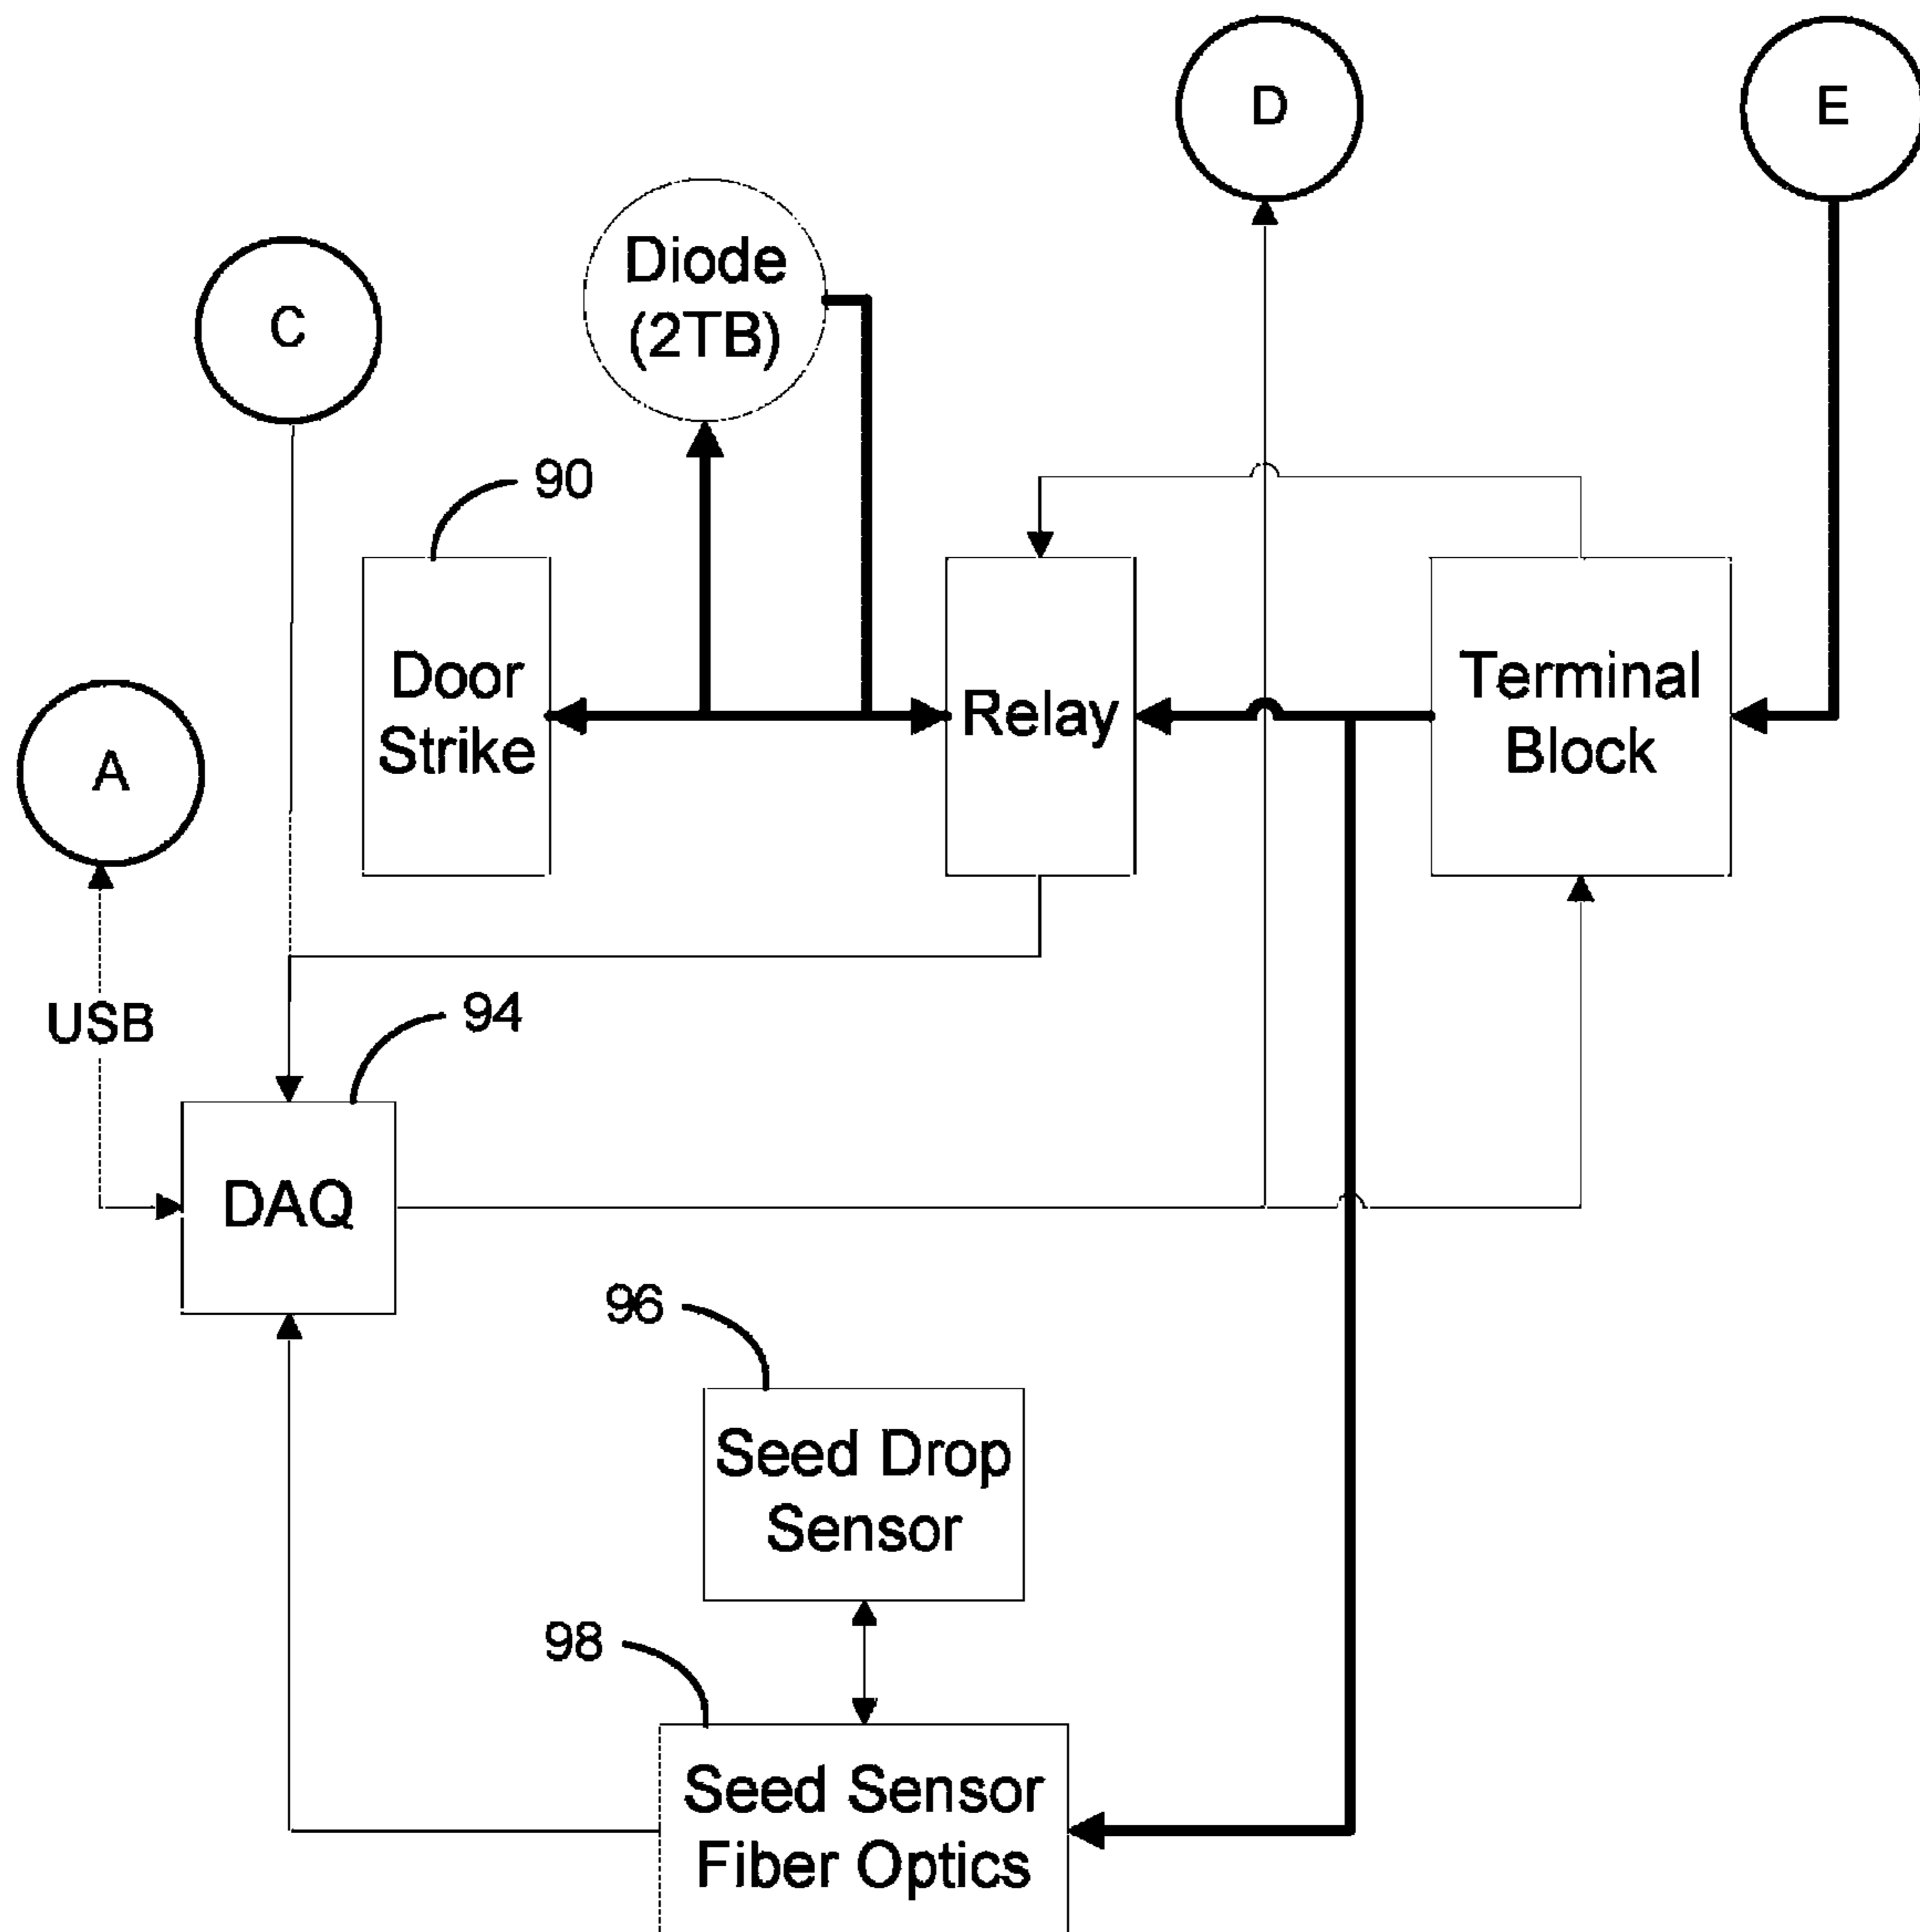 D
E
Diode
(2TB)
C
90
Door
Strike
Relay
Terminal
Block
A
USB
94
DAQ
96
Seed Drop
Sensor
98
Seed Sensor
Fiber Optics